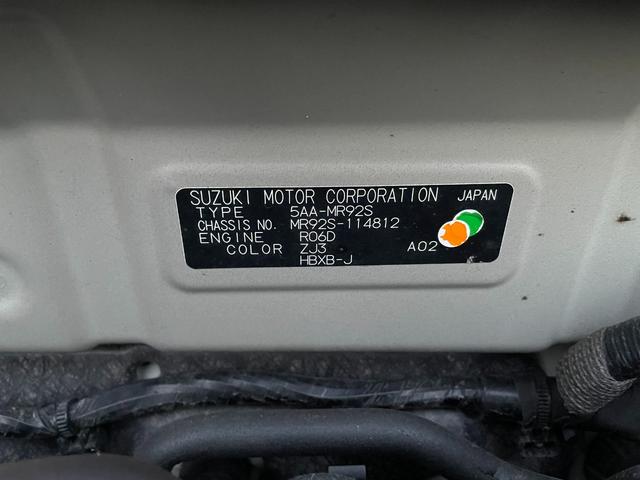 SUZUKI MOTOR CORPORATION JAPAN
TYPE 5AA-MR92S
CHASSIS NO. MR92S-114812
ENGINE R06D
COLOR ZJ3 A02
HBXB-J